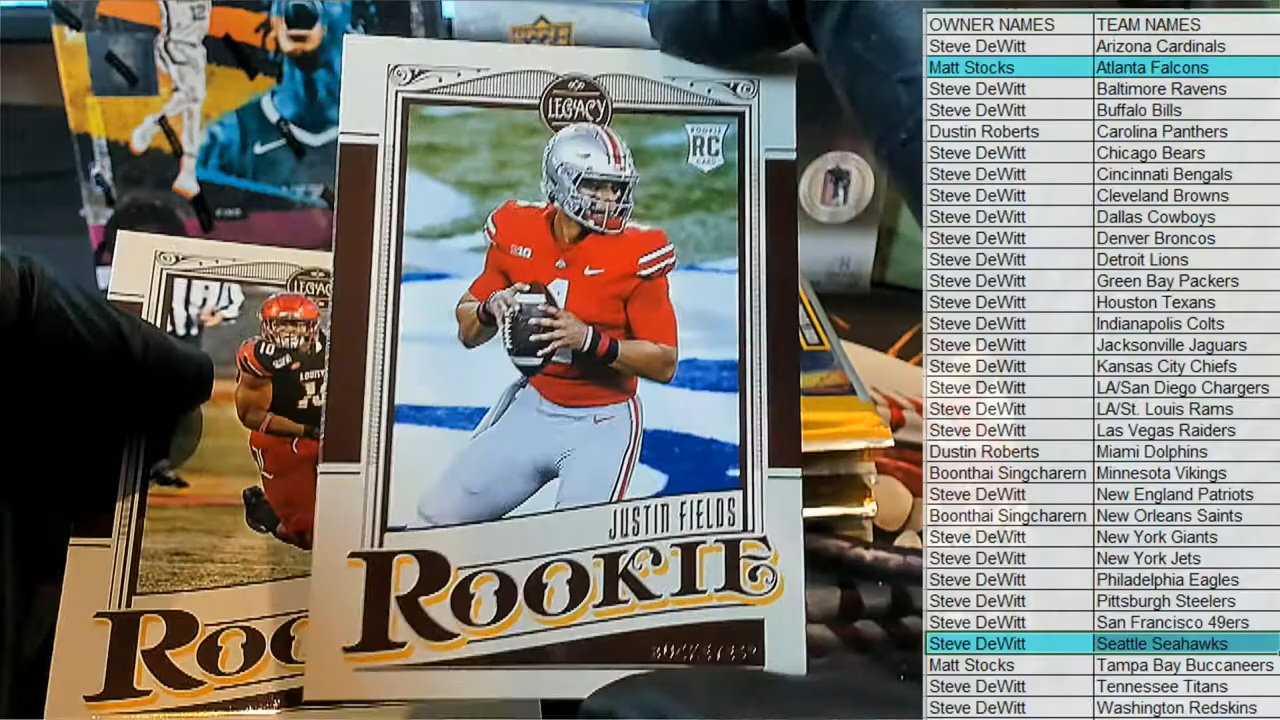 LEGACY
ROOKIE
RC
CARD
B1G
JUSTIN FIELDS
ROOKIE
BUCKEYES
LEGACY
10
ROO
OWNER NAMES TEAM NAMES
Steve DeWitt Arizona Cardinals
Matt Stocks Atlanta Falcons
Steve DeWitt Baltimore Ravens
Steve DeWitt Buffalo Bills
Dustin Roberts Carolina Panthers
Steve DeWitt Chicago Bears
Steve DeWitt Cincinnati Bengals
Steve DeWitt Cleveland Browns
Steve DeWitt Dallas Cowboys
Steve DeWitt Denver Broncos
Steve DeWitt Detroit Lions
Steve DeWitt Green Bay Packers
Steve DeWitt Houston Texans
Steve DeWitt Indianapolis Colts
Steve DeWitt Jacksonville Jaguars
Steve DeWitt Kansas City Chiefs
Steve DeWitt LA/San Diego Chargers
Steve DeWitt LA/St. Louis Rams
Steve DeWitt Las Vegas Raiders
Dustin Roberts Miami Dolphins
Boonthai Singcharern Minnesota Vikings
Steve DeWitt New England Patriots
Boonthai Singcharern New Orleans Saints
Steve DeWitt New York Giants
Steve DeWitt New York Jets
Steve DeWitt Philadelphia Eagles
Steve DeWitt Pittsburgh Steelers
Steve DeWitt San Francisco 49ers
Steve DeWitt Seattle Seahawks
Matt Stocks Tampa Bay Buccaneers
Steve DeWitt Tennessee Titans
Steve DeWitt Washington Redskins